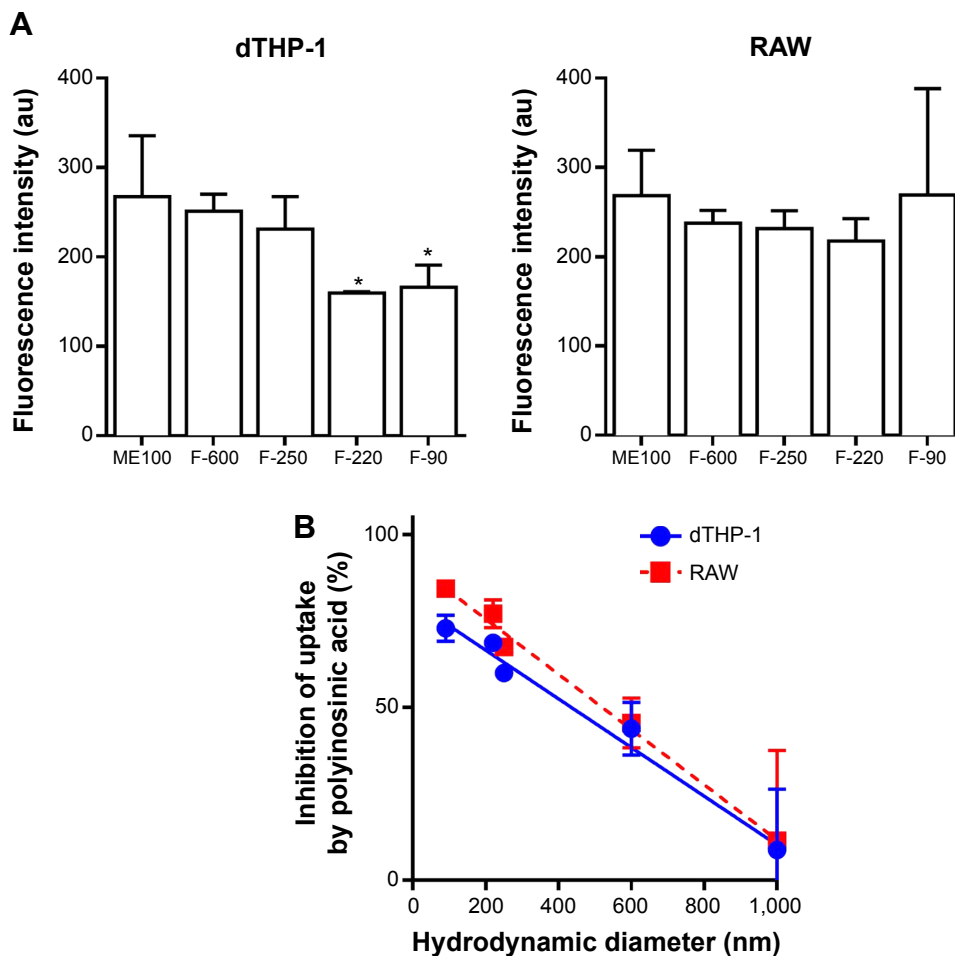 A
dTHP-1
Fluorescence intensity (au)
400
300
200
100
0
*
*
ME100 F-600 F-250 F-220 F-90
RAW
Fluorescence intensity (au)
400
300
200
100
0
ME100 F-600 F-250 F-220 F-90
B
Inhibition of uptake
by polyinosinic acid (%)
100
50
0
dTHP-1
RAW
0 200 400 600 800 1,000
Hydrodynamic diameter (nm)